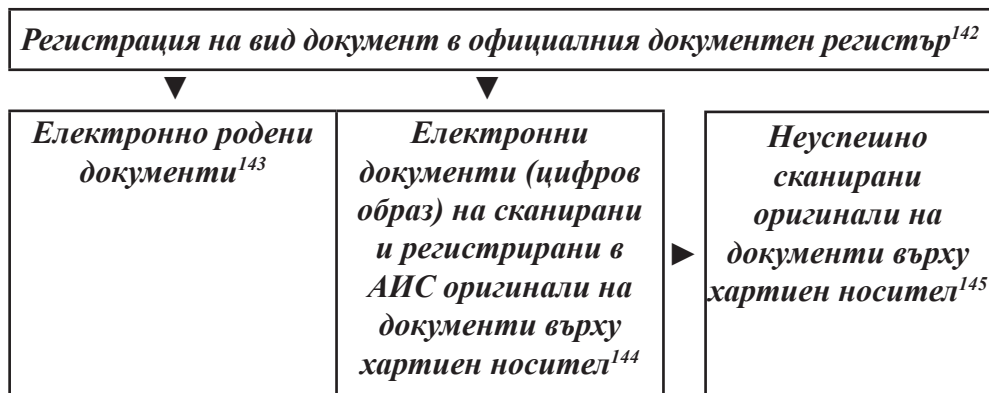 Регистрация на вид документ в официалния документен регистър142
Електронно родени
документи143
Електронни
документи (цифров
образ) на сканирани
и регистрирани в
АИС оригинали на
документи върху
хартиен носител144
Неуспешно
сканирани
оригинали на
документи върху
хартиен носител145